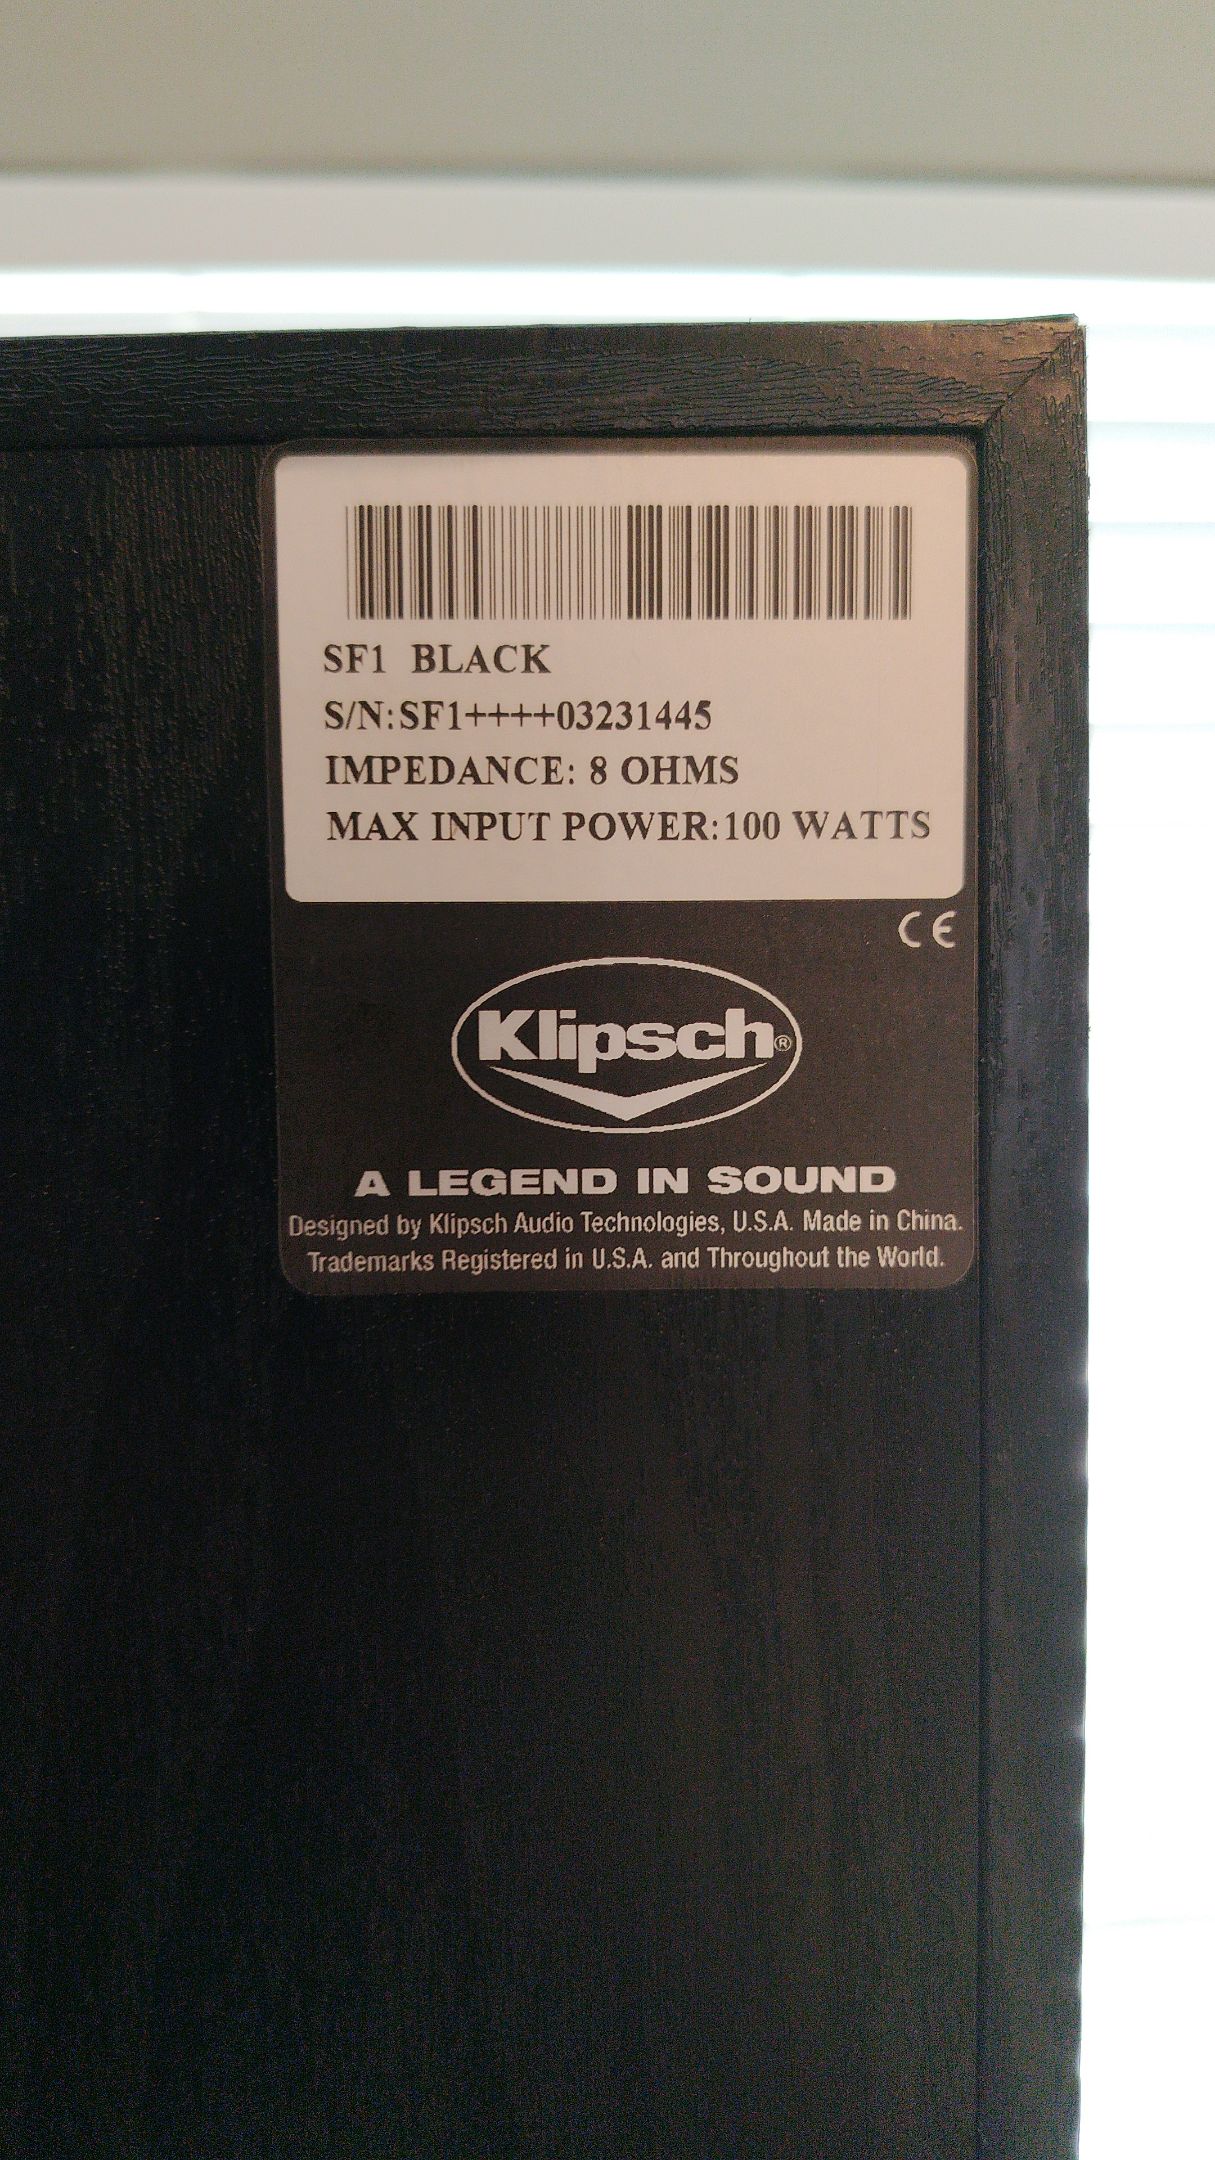 SF1 BLACK
S/N:SF1++++03231445
IMPEDANCE: 8 OHMS
MAX INPUT POWER:100 WATTS
CE
Klipsch®
A LEGEND IN SOUND
Designed by Klipsch Audio Technologies, U.S.A. Made in China.
Trademarks Registered in U.S.A. and Throughout the World.